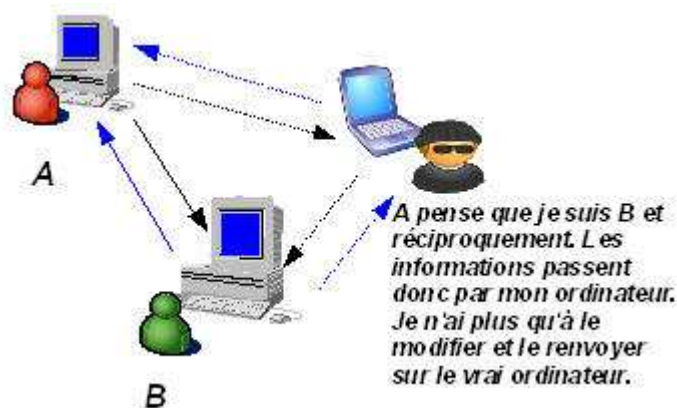 A
B
A pense que je suis B et
réciproquement. Les
informations passent
donc par mon ordinateur.
Je n'ai plus qu'à le
modifier et le renvoyer
sur le vrai ordinateur.